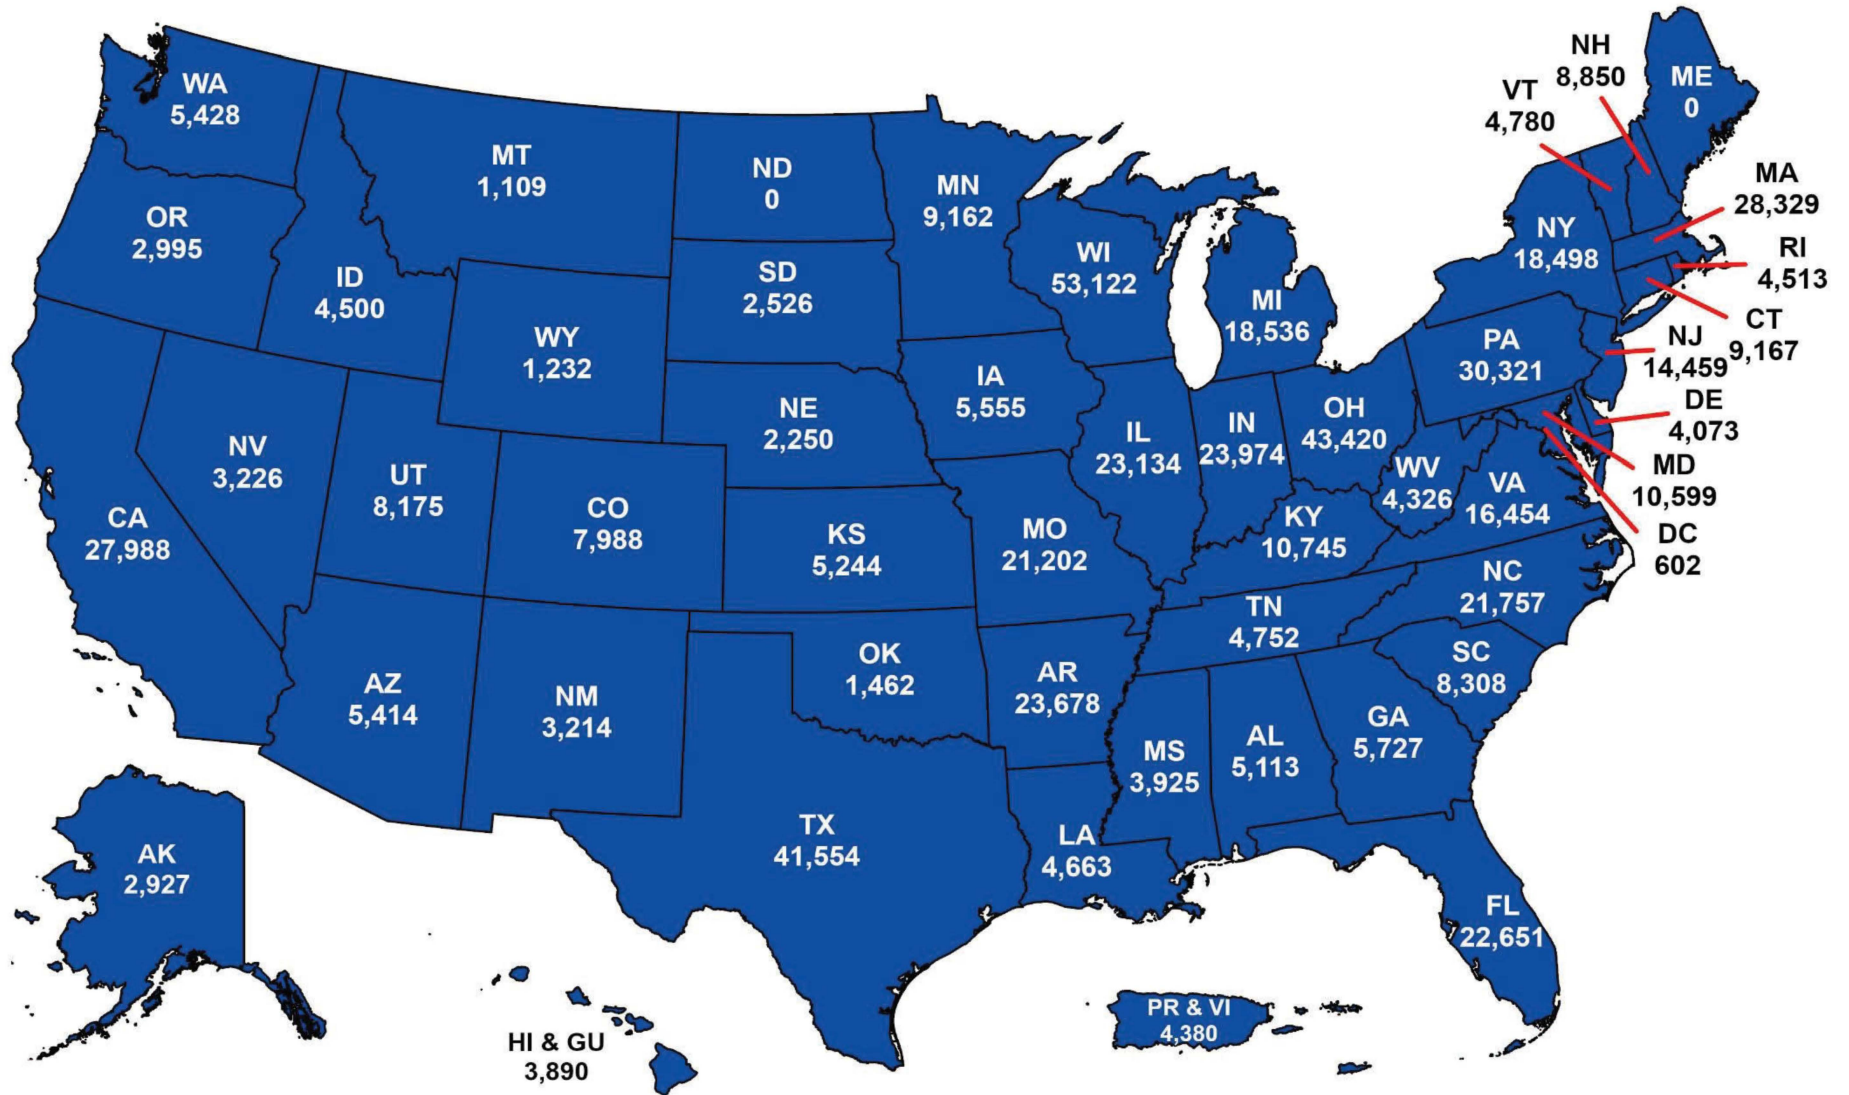 WA
5,428
OR
2,995
CA
27,988
ID
4,500
NV
3,226
MT
1,109
WY
1,232
UT
8,175
CO
7,988
AZ
5,414
NM
3,214
ND
0
SD
2,526
NE
2,250
KS
5,244
OK
1,462
TX
41,554
MN
9,162
IA
5,555
MO
21,202
AR
23,678
LA
4,663
WI
53,122
IL
23,134
MI
18,536
IN
23,974
OH
43,420
KY
10,745
TN
4,752
MS
3,925
AL
5,113
GA
5,727
FL
22,651
SC
8,308
NC
21,757
VA
16,454
WV
4,326
PA
30,321
NY
18,498
VT
4,780
NH
8,850
ME
0
MA
28,329
RI
4,513
CT
9,167
NJ
14,459
DE
4,073
MD
10,599
DC
602
AK
2,927
HI & GU
3,890
PR & VI
4,380